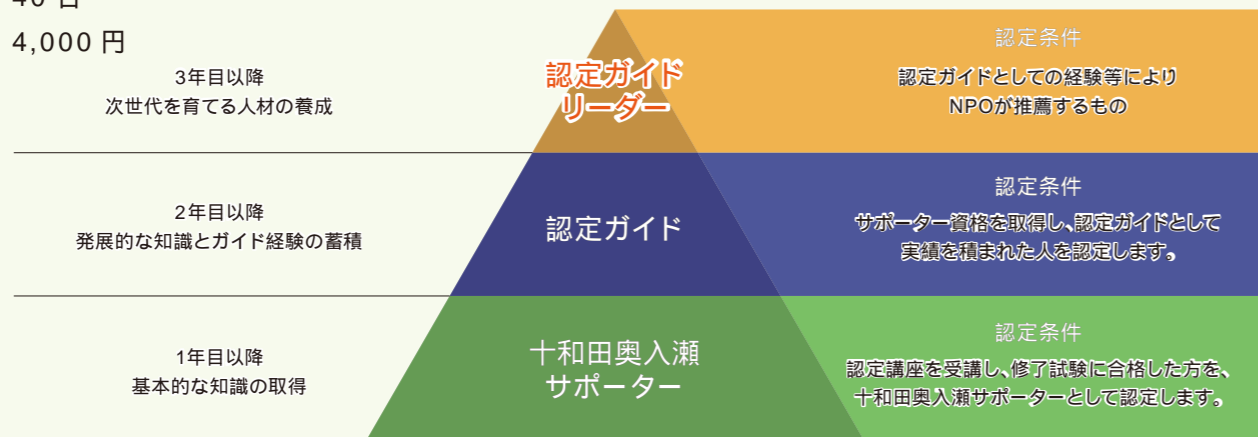 4,000 円
認定条件
3年目以降
次世代を育てる人材の養成
認定ガイド
リーダー
認定ガイドとしての経験等により
NPOが推薦するもの
2年目以降
発展的な知識とガイド経験の蓄積
認定ガイド
認定条件
サポーター資格を取得し、認定ガイドとして
実績を積まれた人を認定します。
1年目以降
基本的な知識の取得
十和田奥入瀬
サポーター
認定条件
認定講座を受講し、修了試験に合格した方を、
十和田奥入瀬サポーターとして認定します。